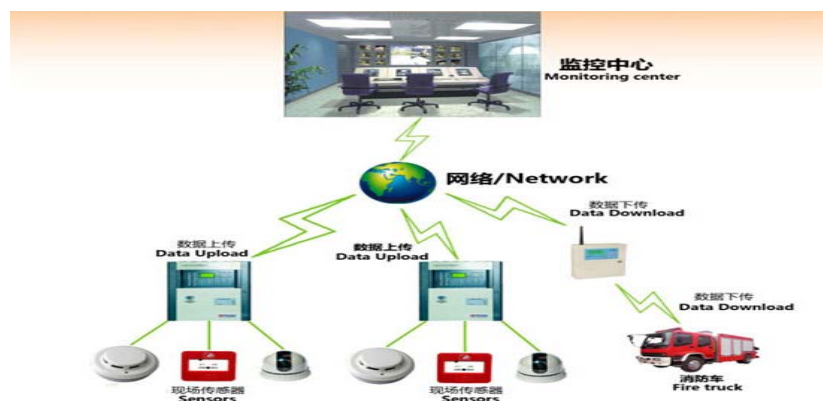 监控中心
Monitoring center
网络/Network
数据下传
Data Download
数据上传
Data Upload
数据上传
Data Upload
数据下传
Data Download
现场传感器
Sensors
现场传感器
Sensors
消防车
Fire truck